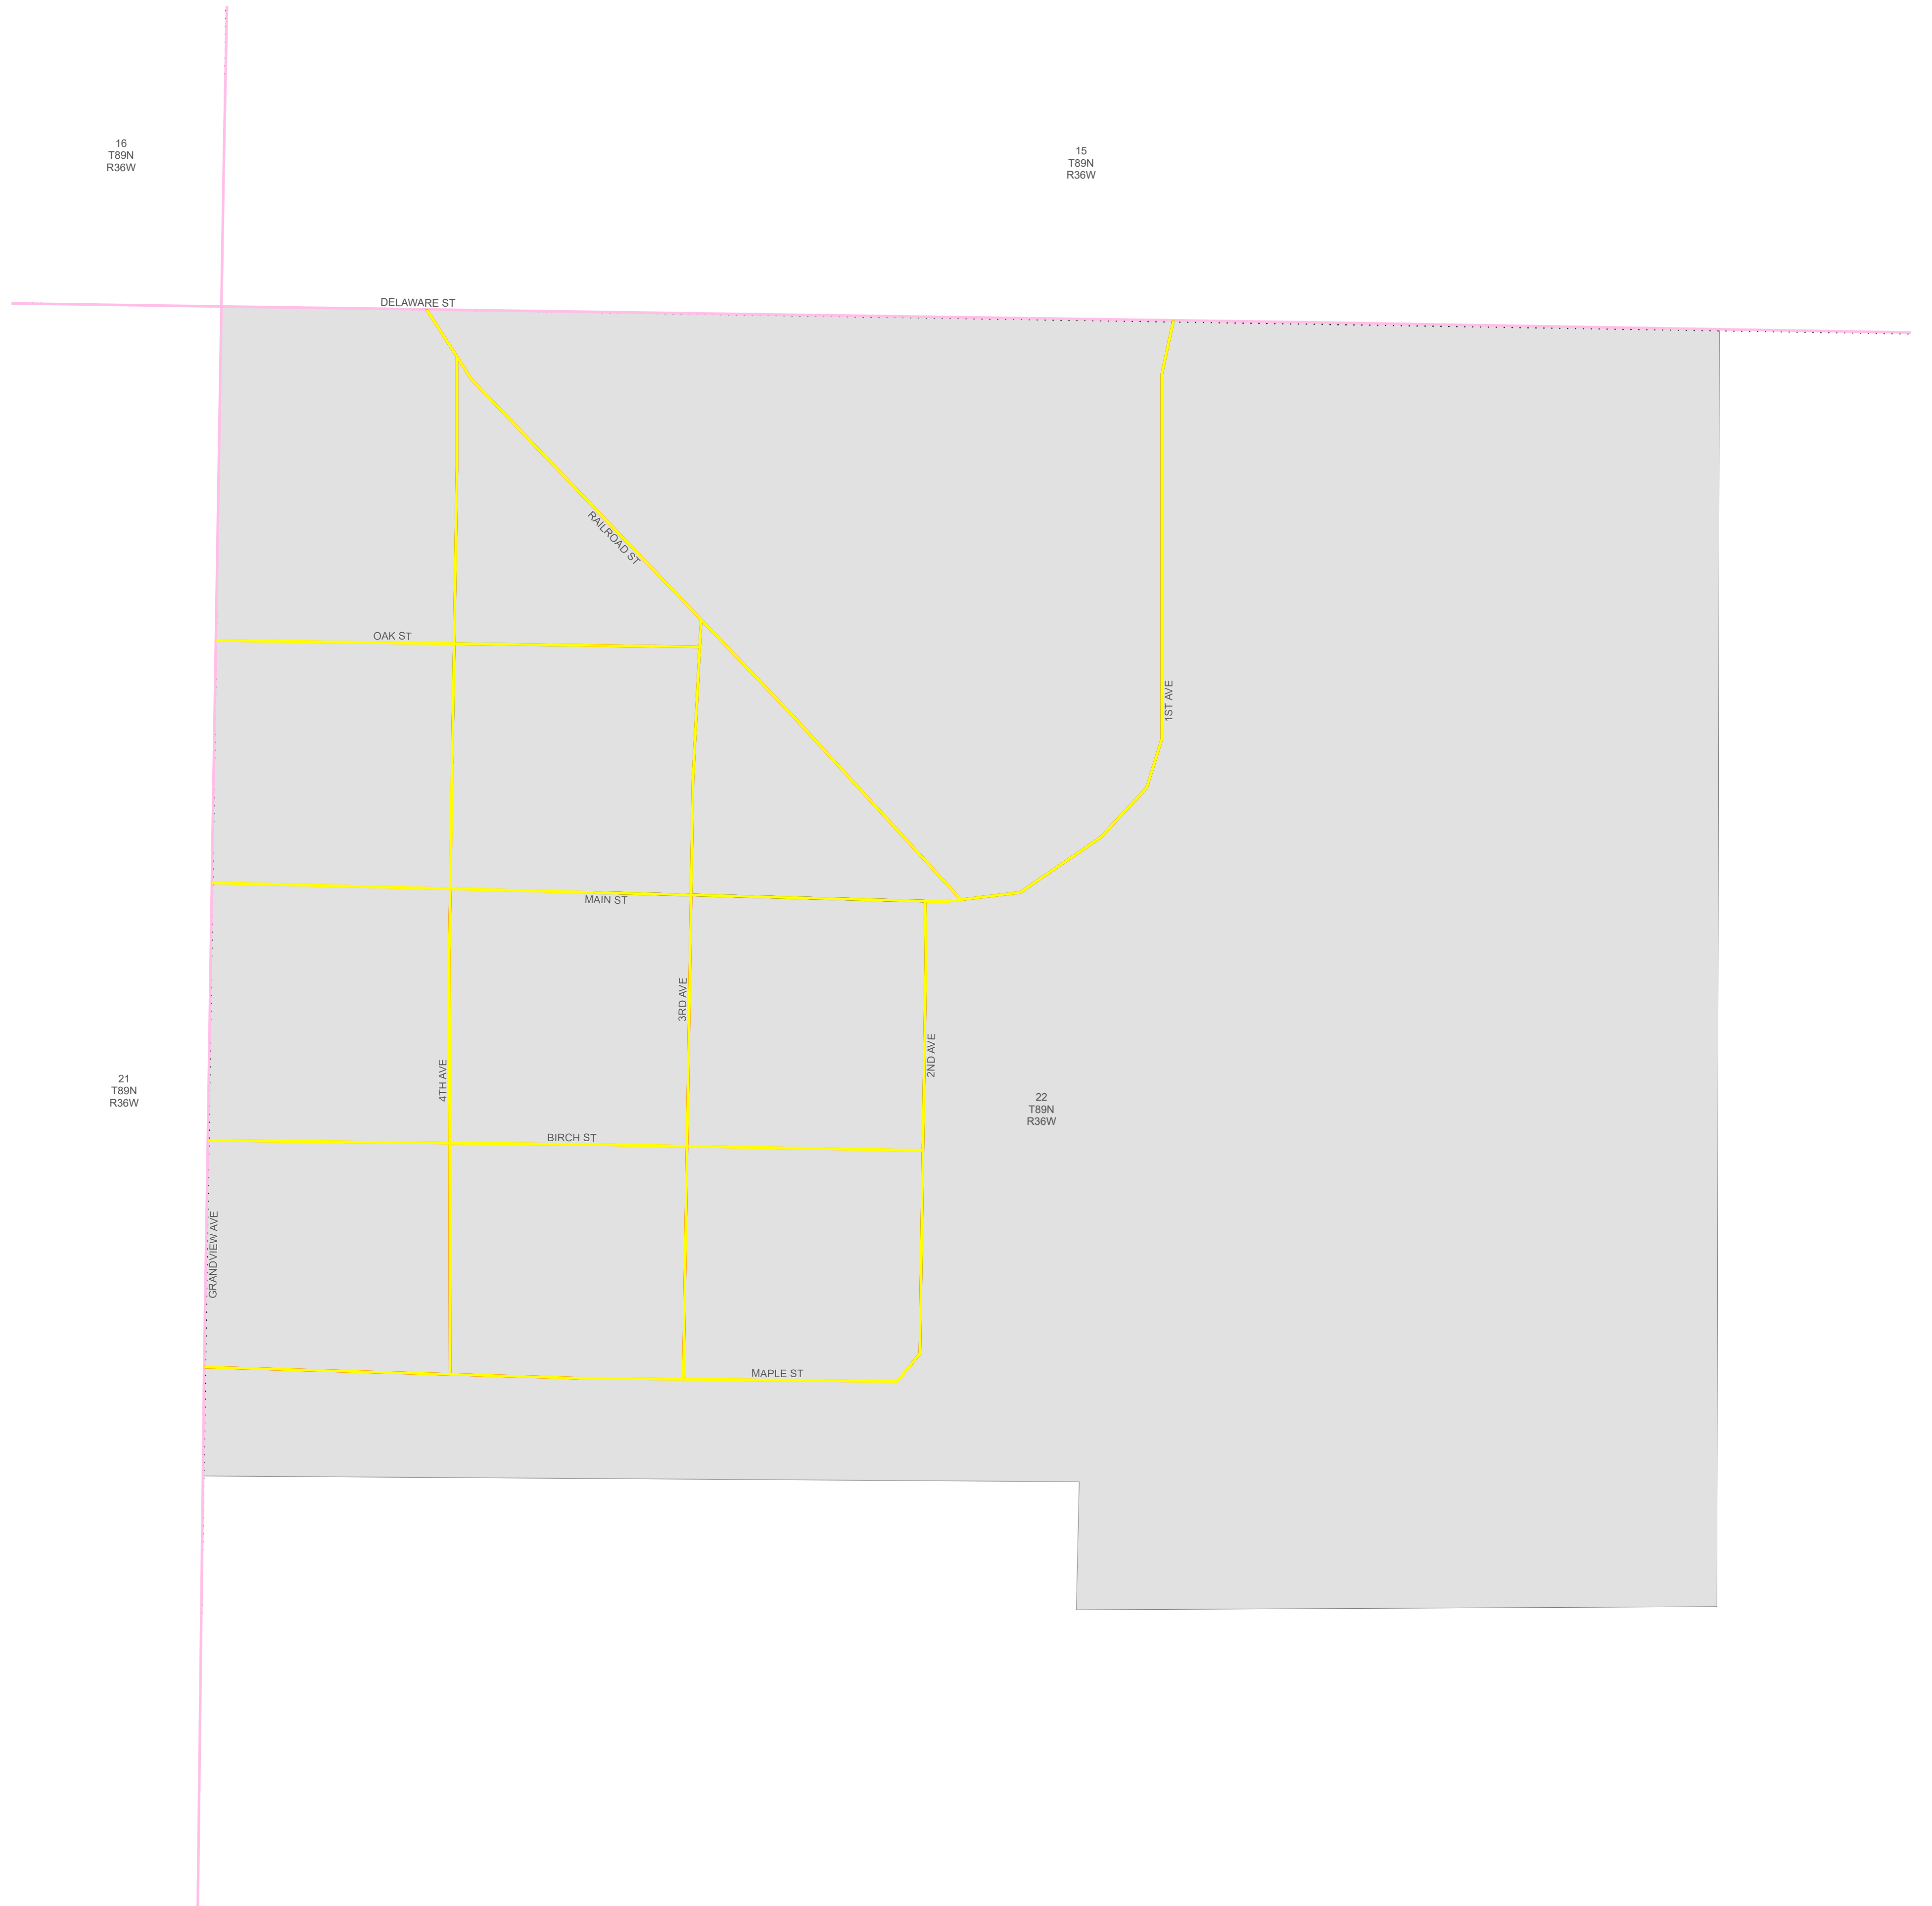 16
T89N
R36W
15
T89N
R36W
DELAWARE ST
RAILROAD ST
OAK ST
1ST AVE
MAIN ST
3RD AVE
2ND AVE
4TH AVE
21
T89N
R36W
22
T89N
R36W
BIRCH ST
GRANDVIEW AVE
MAPLE ST